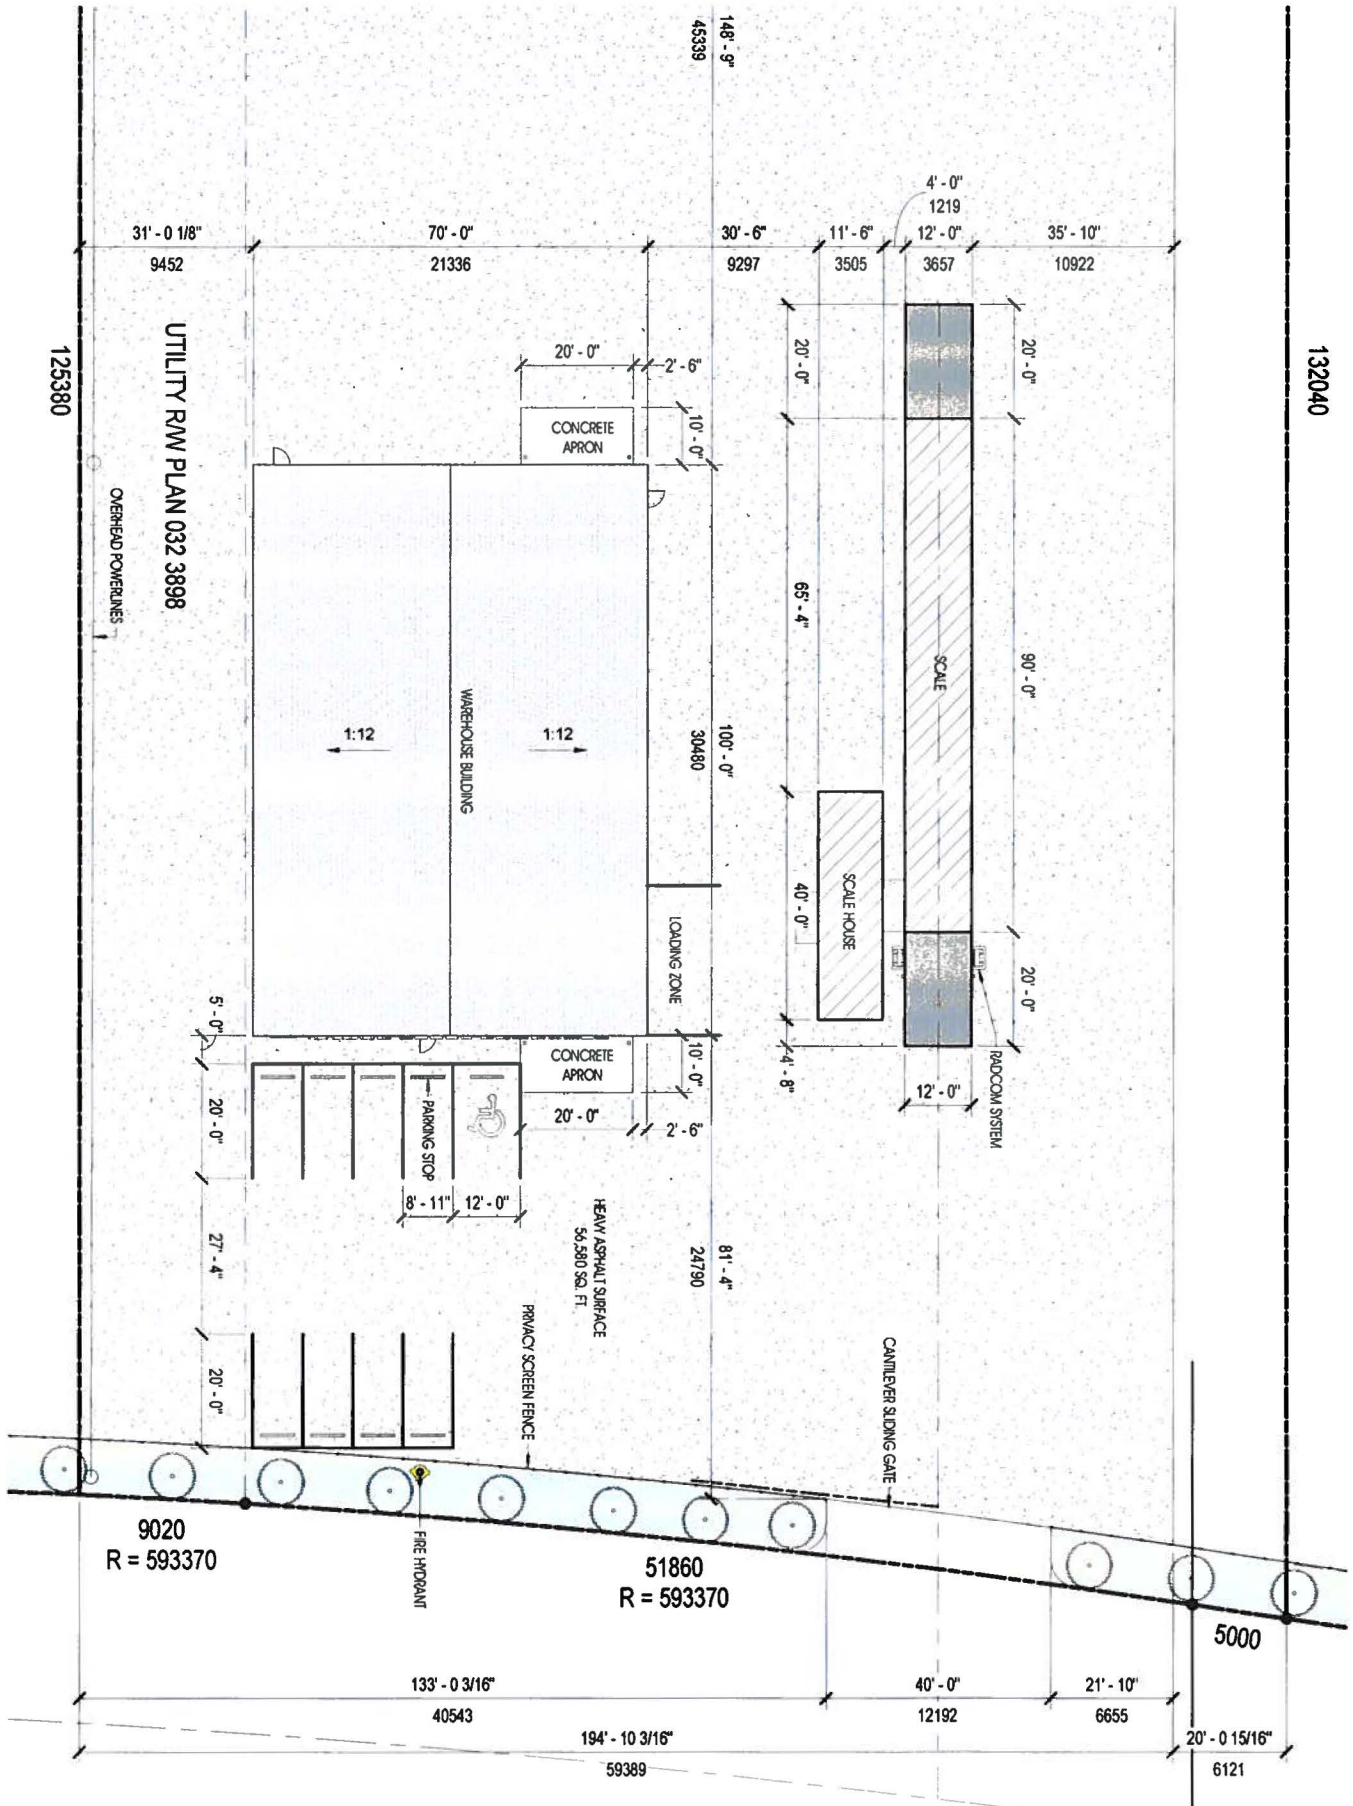 148' - 9"
45339
132040
4' - 0"
1219
31' - 0 1/8"
9452
70' - 0"
21336
30' - 6"
9297
11' - 6"
3505
12' - 0"
3657
35' - 10"
10922
20' - 0"
20' - 0"
20' - 0"
2' - 6"
10' - 0"
CONCRETE
APRON
125380
UTILITY R/W PLAN 032 3898
OVERHEAD POWERLINES
65' - 4"
SCALE
90' - 0"
WAREHOUSE BUILDING
1:12
1:12
100' - 0"
30480
SCALE HOUSE
40' - 0"
LOADING ZONE
20' - 0"
RADCOM SYSTEM
5' - 0"
CONCRETE
APRON
10' - 0"
4' - 8"
12' - 0"
20' - 0"
PARKING STOP
20' - 0"
2' - 6"
8' - 11"
12' - 0"
27' - 4"
HEAVY ASPHALT SURFACE
56,580 SQ. FT.
81' - 4"
24790
PRIVACY SCREEN FENCE
CANTILEVER SLIDING GATE
20' - 0"
9020
R = 593370
FIRE HYDRANT
51860
R = 593370
5000
133' - 0 3/16"
40543
40' - 0"
12192
21' - 10"
6655
194' - 10 3/16"
59389
20' - 0 15/16"
6121